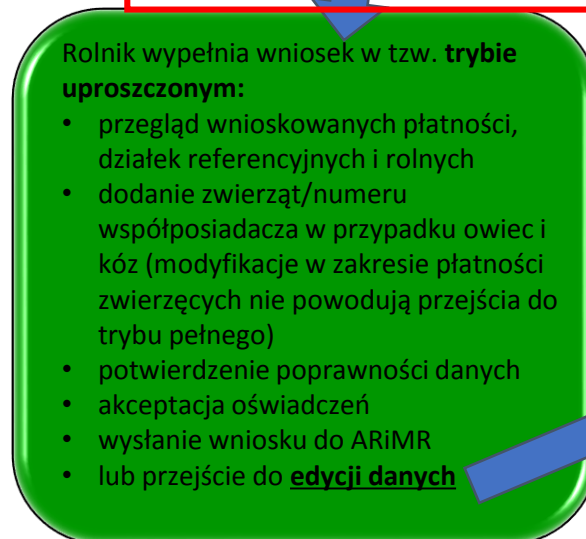 Rolnik wypełnia wniosek w tzw. trybie
uproszczonym:
• przegląd wnioskowanych płatności,
działek referencyjnych i rolnych
• dodanie zwierząt/numeru
współposiadacza w przypadku owiec i
kóz (modyfikacje w zakresie płatności
zwierzęcych nie powodują przejścia do
trybu pełnego)
• potwierdzenie poprawności danych
• akceptacja oświadczeń
• wysłanie wniosku do ARiMR
• lub przejście do edycji danych